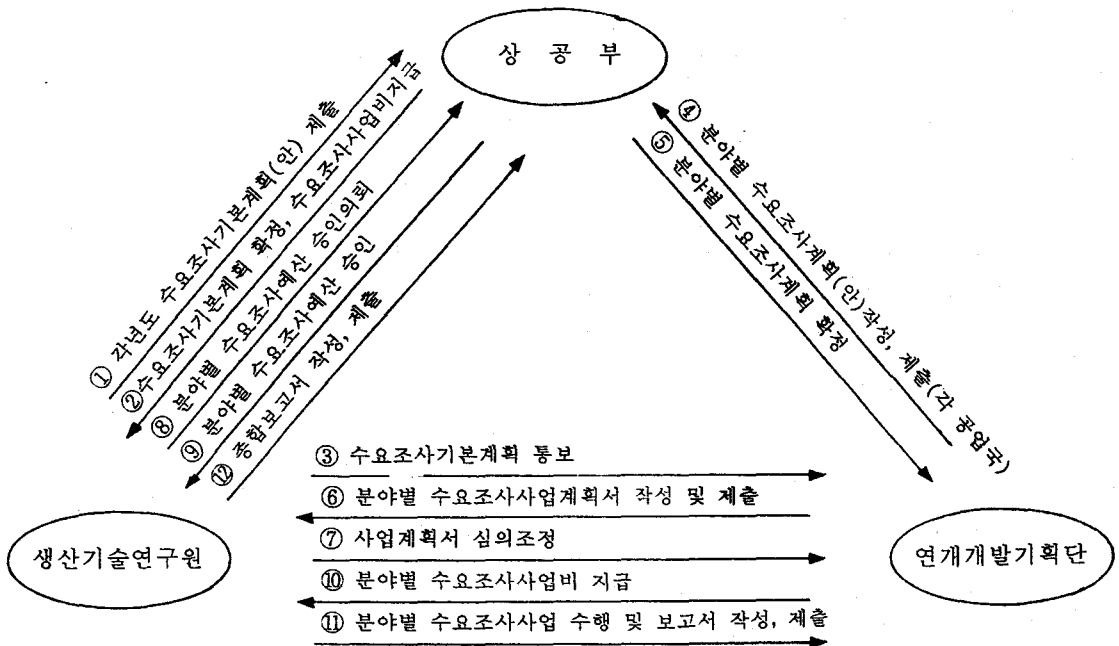 상 공 부
① 각년도 수요조사기본계획(안) 제출
②수요조사기본계획 확정, 수요조사사업비지급
⑧ 분야별 수요조사예산 승인의뢰
⑨ 분야별 수요조사예산 승인
⑫ 종합보고서 작성, 제출
④ 분야별 수요조사계획(안)작성, 제출(각 공업국)
⑤ 분야별 수요조사계획 확정
③ 수요조사기본계획 통보
⑥ 분야별 수요조사사업계획서 작성 및 제출
⑦ 사업계획서 심의조정
⑩ 분야별 수요조사사업비 지급
⑪ 분야별 수요조사사업 수행 및 보고서 작성, 제출
생산기술연구원
연개개발기획단